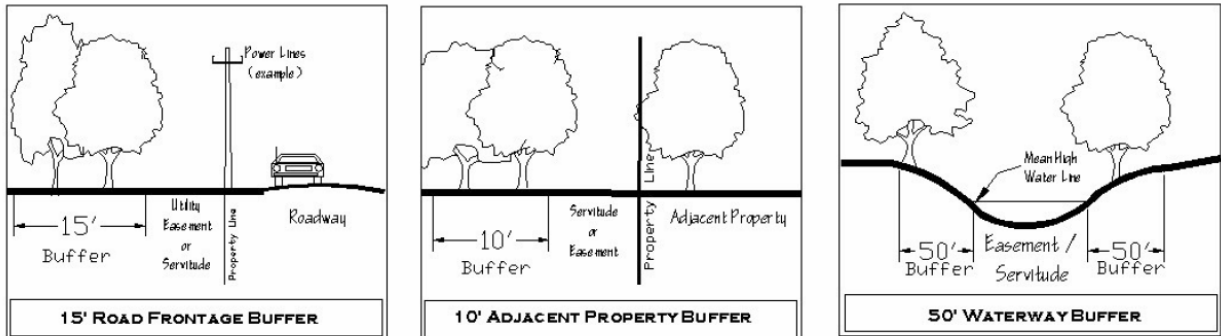 Power Lines
(example)
15'
Buffer
Utility
Easement
or
Servitude
Property Line
Roadway
15' ROAD FRONTAGE BUFFER
Property Line
10'
Buffer
Servitude
or
Easement
Adjacent Property
10' ADJACENT PROPERTY BUFFER
Mean High
Water Line
50'
Buffer
Easement /
Servitude
50'
Buffer
50' WATERWAY BUFFER